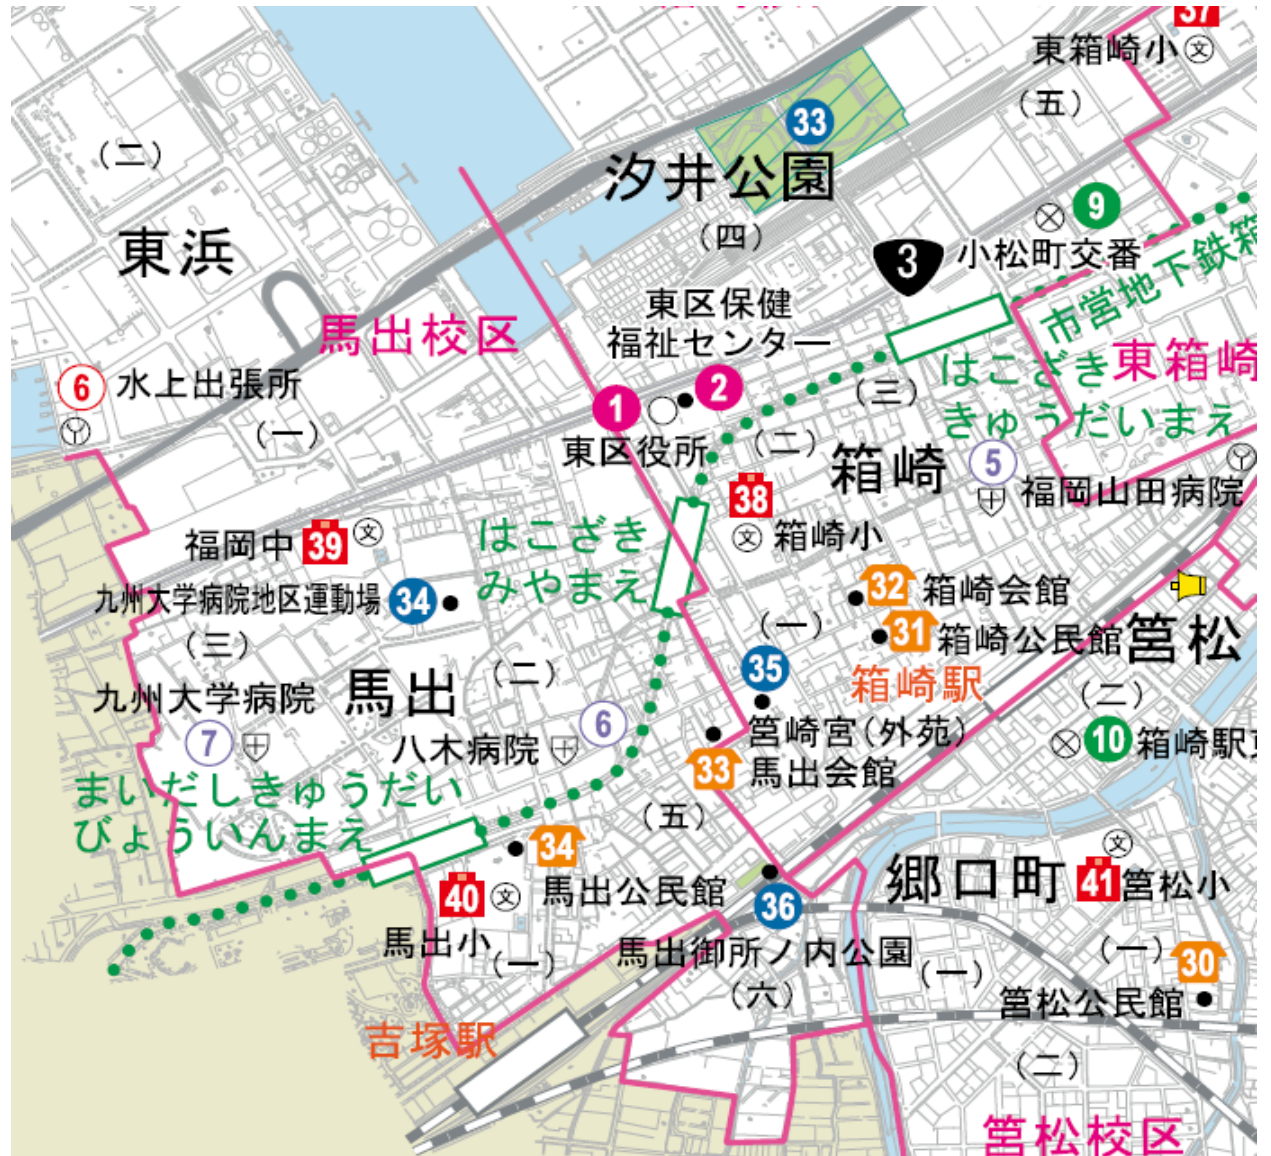 37
東箱崎小
文
(五)
33
汐井公園
(二)
(四)
9
小松町交番
東浜
3
市営地下鉄箱
東区保健
福祉センター
馬出校区
はこざき
きゅうだいまえ
東箱崎
6
水上出張所
(一)
1
2
東区役所
(三)
(二)
箱崎
5
福岡山田病院
38
文
箱崎小
福岡中
39
文
はこざき
みやまえ
九州大学病院地区運動場
34
32
箱崎会館
31
箱崎公民館
筥松
(三)
(一)
35
箱崎駅
(二)
九州大学病院
馬出
(二)
7
八木病院
6
筥崎宮(外苑)
10
箱崎駅東
33
馬出会館
まいだしきゅうだい
びょういんまえ
(五)
34
馬出公民館
40
文
馬出小
(一)
36
馬出御所ノ内公園
(六)
郷口町
文
41
筥松小
(一)
(一)
30
筥松公民館
吉塚駅
(二)
筥松校区